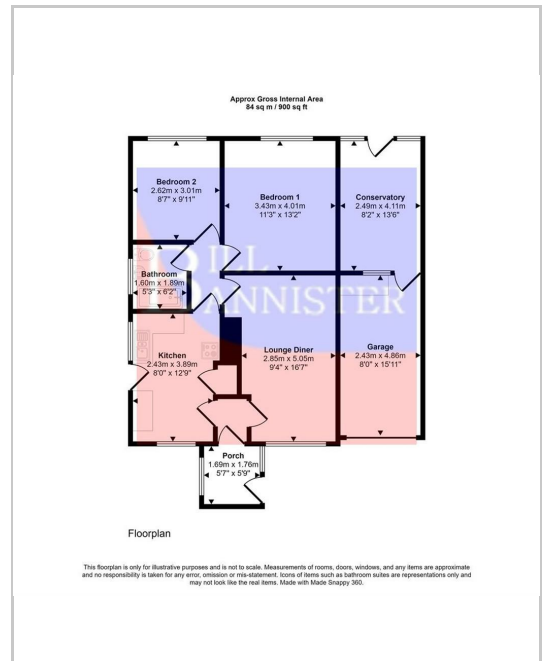 Approx Gross Internal Area
84 sq m / 900 sq ft
Bedroom 2
2.62m x 3.01m
8'7" x 9'11"
Bedroom 1
3.43m x 4.01m
11'3" x 13'2"
Conservatory
2.49m x 4.11m
8'2" x 13'6"
Bathroom
1.60m x 1.89m
5'3" x 6'2"
BILL
BANNISTER
Kitchen
2.43m x 3.89m
8'0" x 12'9"
Lounge Diner
2.85m x 5.05m
9'4" x 16'7"
Garage
2.43m x 4.86m
8'0" x 15'11"
Porch
1.69m x 1.76m
5'7" x 5'9"
Floorplan
This floorplan is only for illustrative purposes and is not to scale. Measurements of rooms, doors, windows, and any items are approximate
and no responsibility is taken for any error, omission or mis-statement. Icons of items such as bathroom suites are representations only and
may not look like the real items. Made with Made Snappy 360.